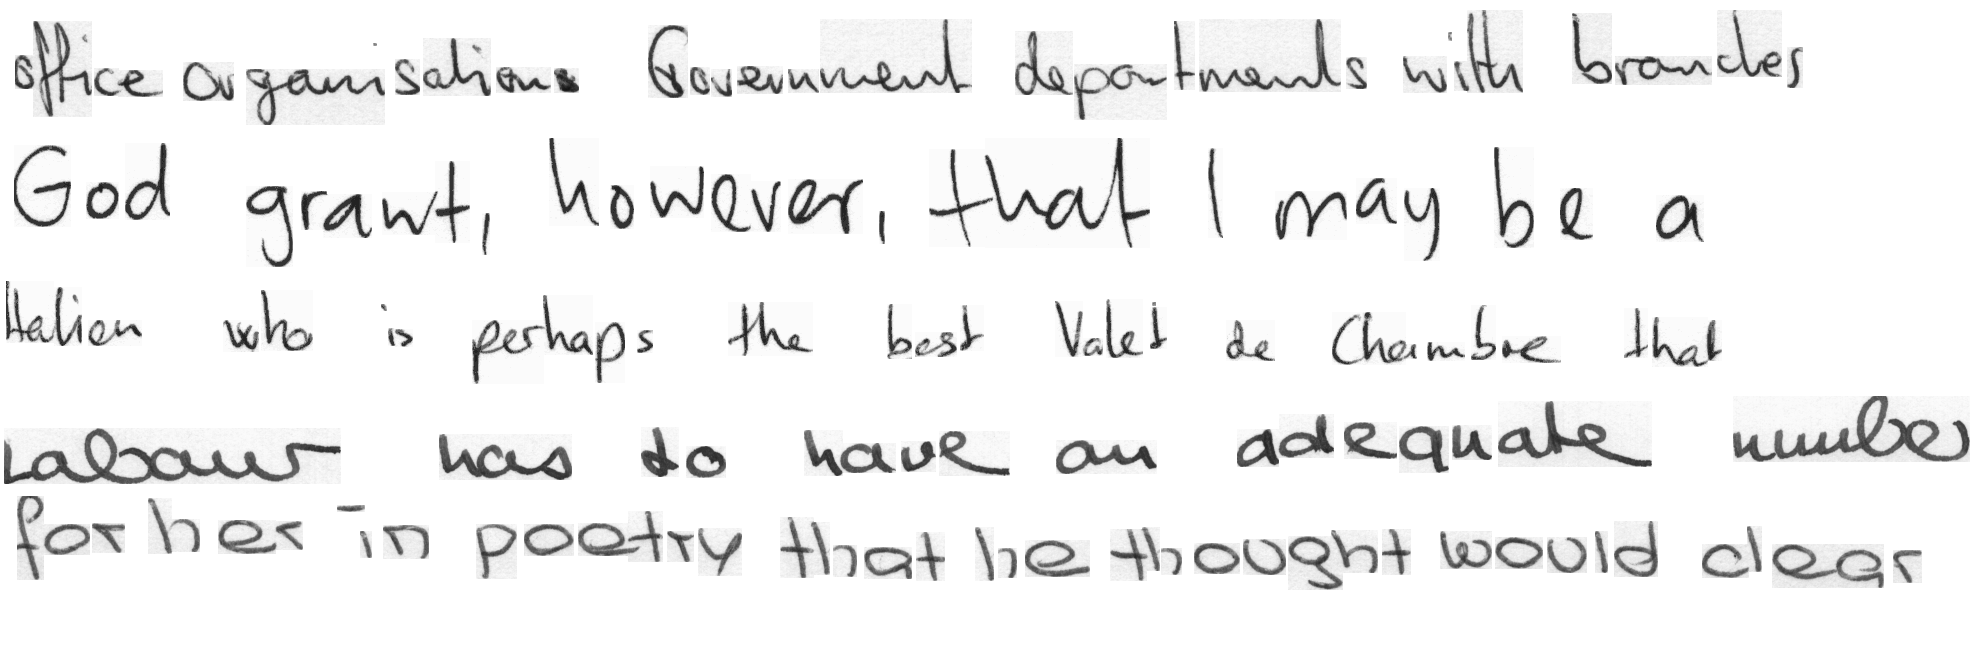 office organisations Government departments with branches
God grant, however, that I may be a
Italien who is perhaps the best Valet de Chambre that
Labour has to have an adequate number
for her in poetry that he thought would clear